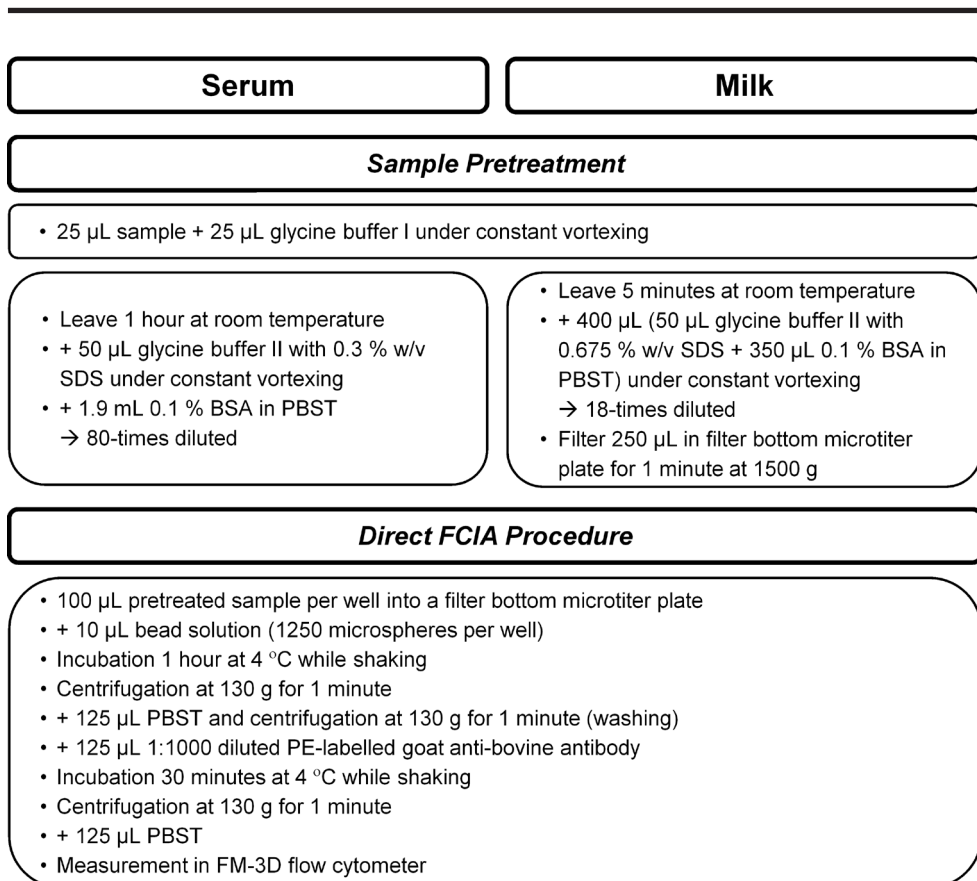 Serum
Milk
Sample Pretreatment
• 25 µL sample + 25 µL glycine buffer I under constant vortexing
• Leave 1 hour at room temperature
• + 50 µL glycine buffer II with 0.3 % w/v
SDS under constant vortexing
• + 1.9 mL 0.1 % BSA in PBST
→ 80-times diluted
• Leave 5 minutes at room temperature
• + 400 µL (50 µL glycine buffer II with
0.675 % w/v SDS + 350 µL 0.1 % BSA in
PBST) under constant vortexing
→ 18-times diluted
• Filter 250 µL in filter bottom microtiter
plate for 1 minute at 1500 g
Direct FCIA Procedure
• 100 µL pretreated sample per well into a filter bottom microtiter plate
• + 10 µL bead solution (1250 microspheres per well)
• Incubation 1 hour at 4 °C while shaking
• Centrifugation at 130 g for 1 minute
• + 125 µL PBST and centrifugation at 130 g for 1 minute (washing)
• + 125 µL 1:1000 diluted PE-labelled goat anti-bovine antibody
• Incubation 30 minutes at 4 °C while shaking
• Centrifugation at 130 g for 1 minute
• + 125 µL PBST
• Measurement in FM-3D flow cytometer